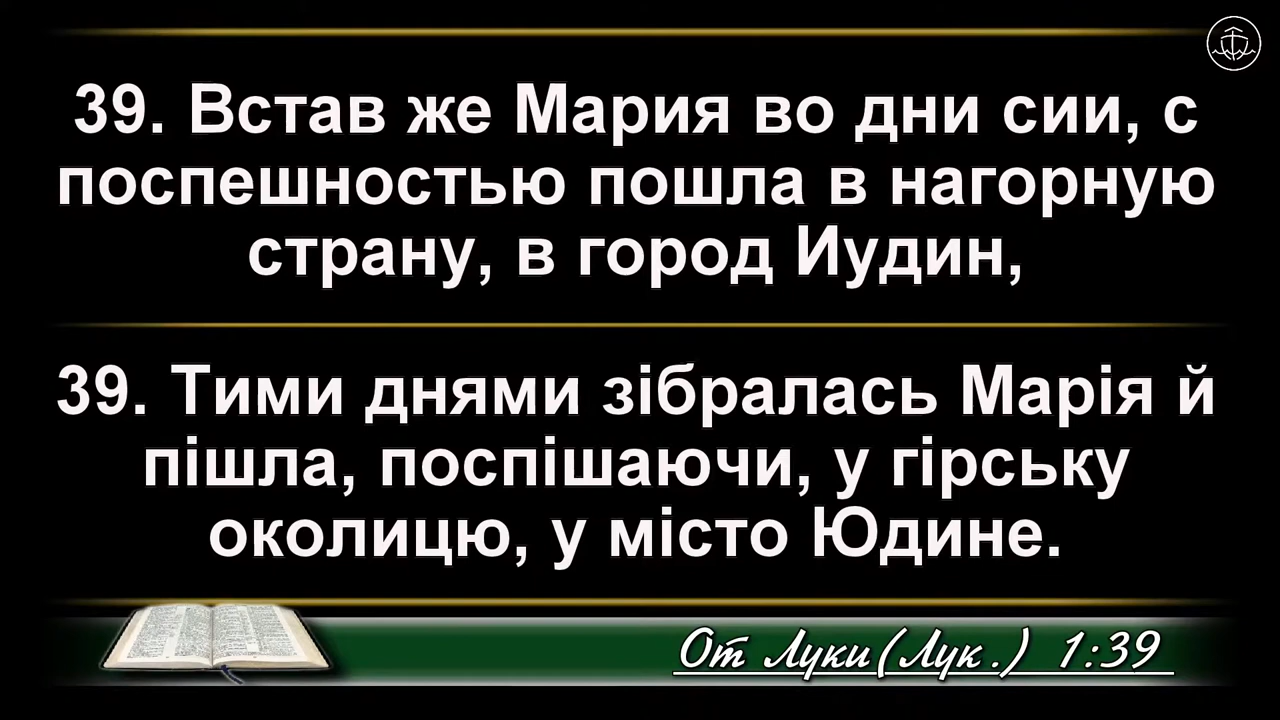 39. Встав же Мария во дни сии, с
поспешностью пошла в нагорную
страну, в город Иудин,
39. Тими днями зібралась Марія й
пішла, поспішаючи, у гірську
околицю, у місто Юдине.
От Луки(Лук.) 1:39